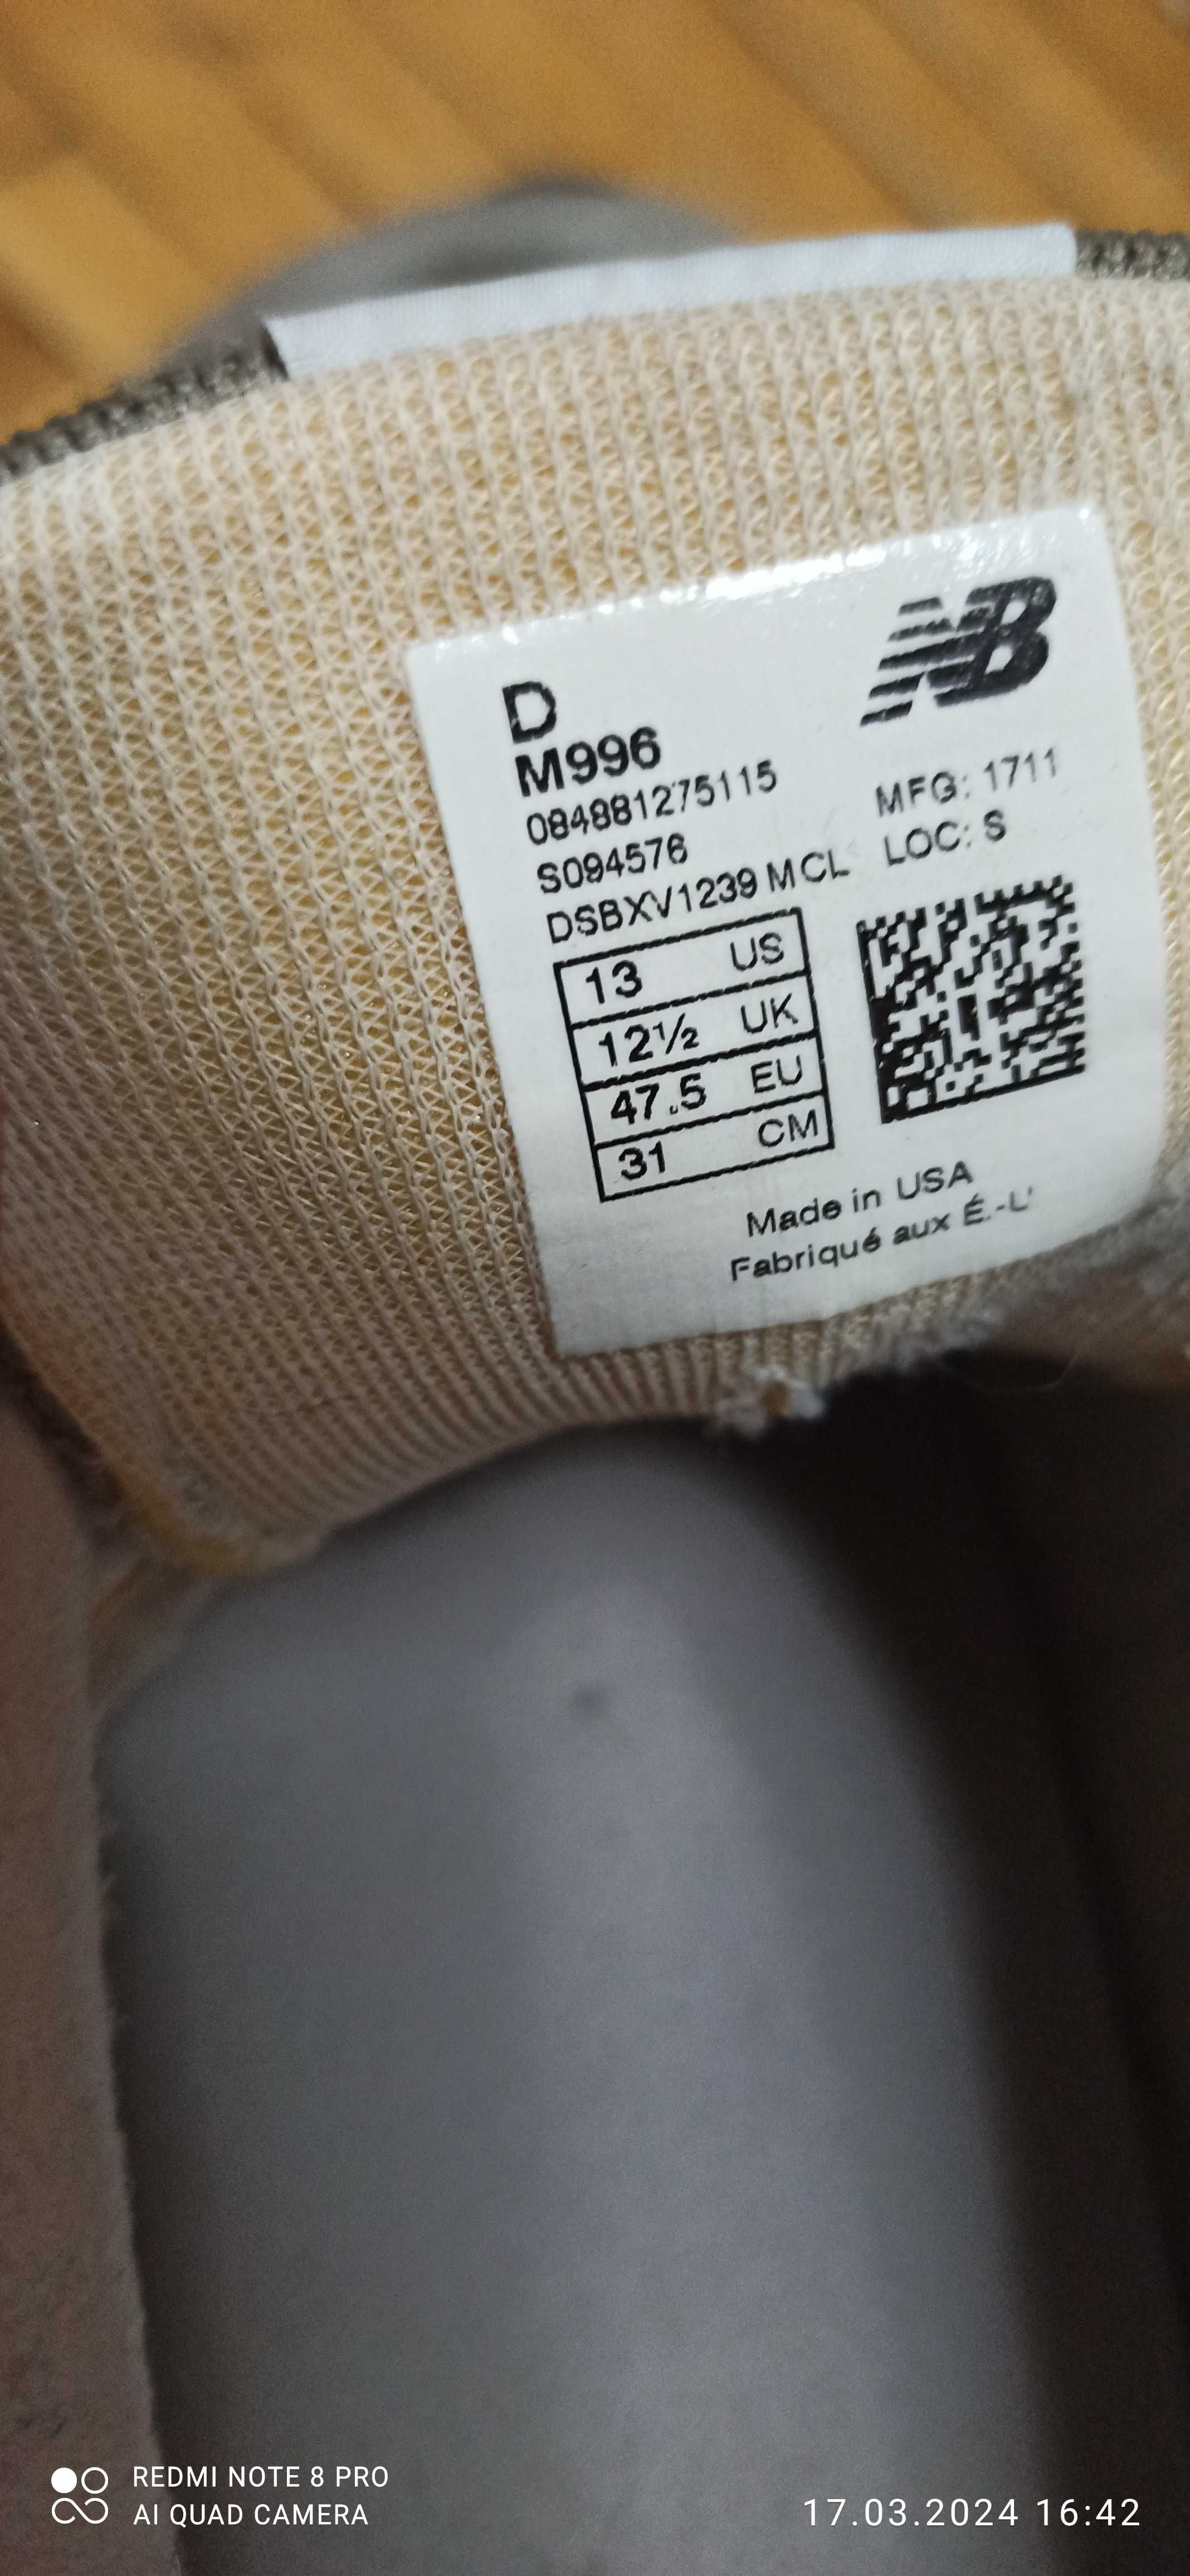 NB
D
M996
084881275115
MFG: 1711
S094576
LOC: S
DSBXV1239 MCL
13 US
12½ UK
47.5 EU
31 CM
Made in USA
Fabriqué aux É.-U
REDMI NOTE 8 PRO
AI QUAD CAMERA
17.03.2024 16:42